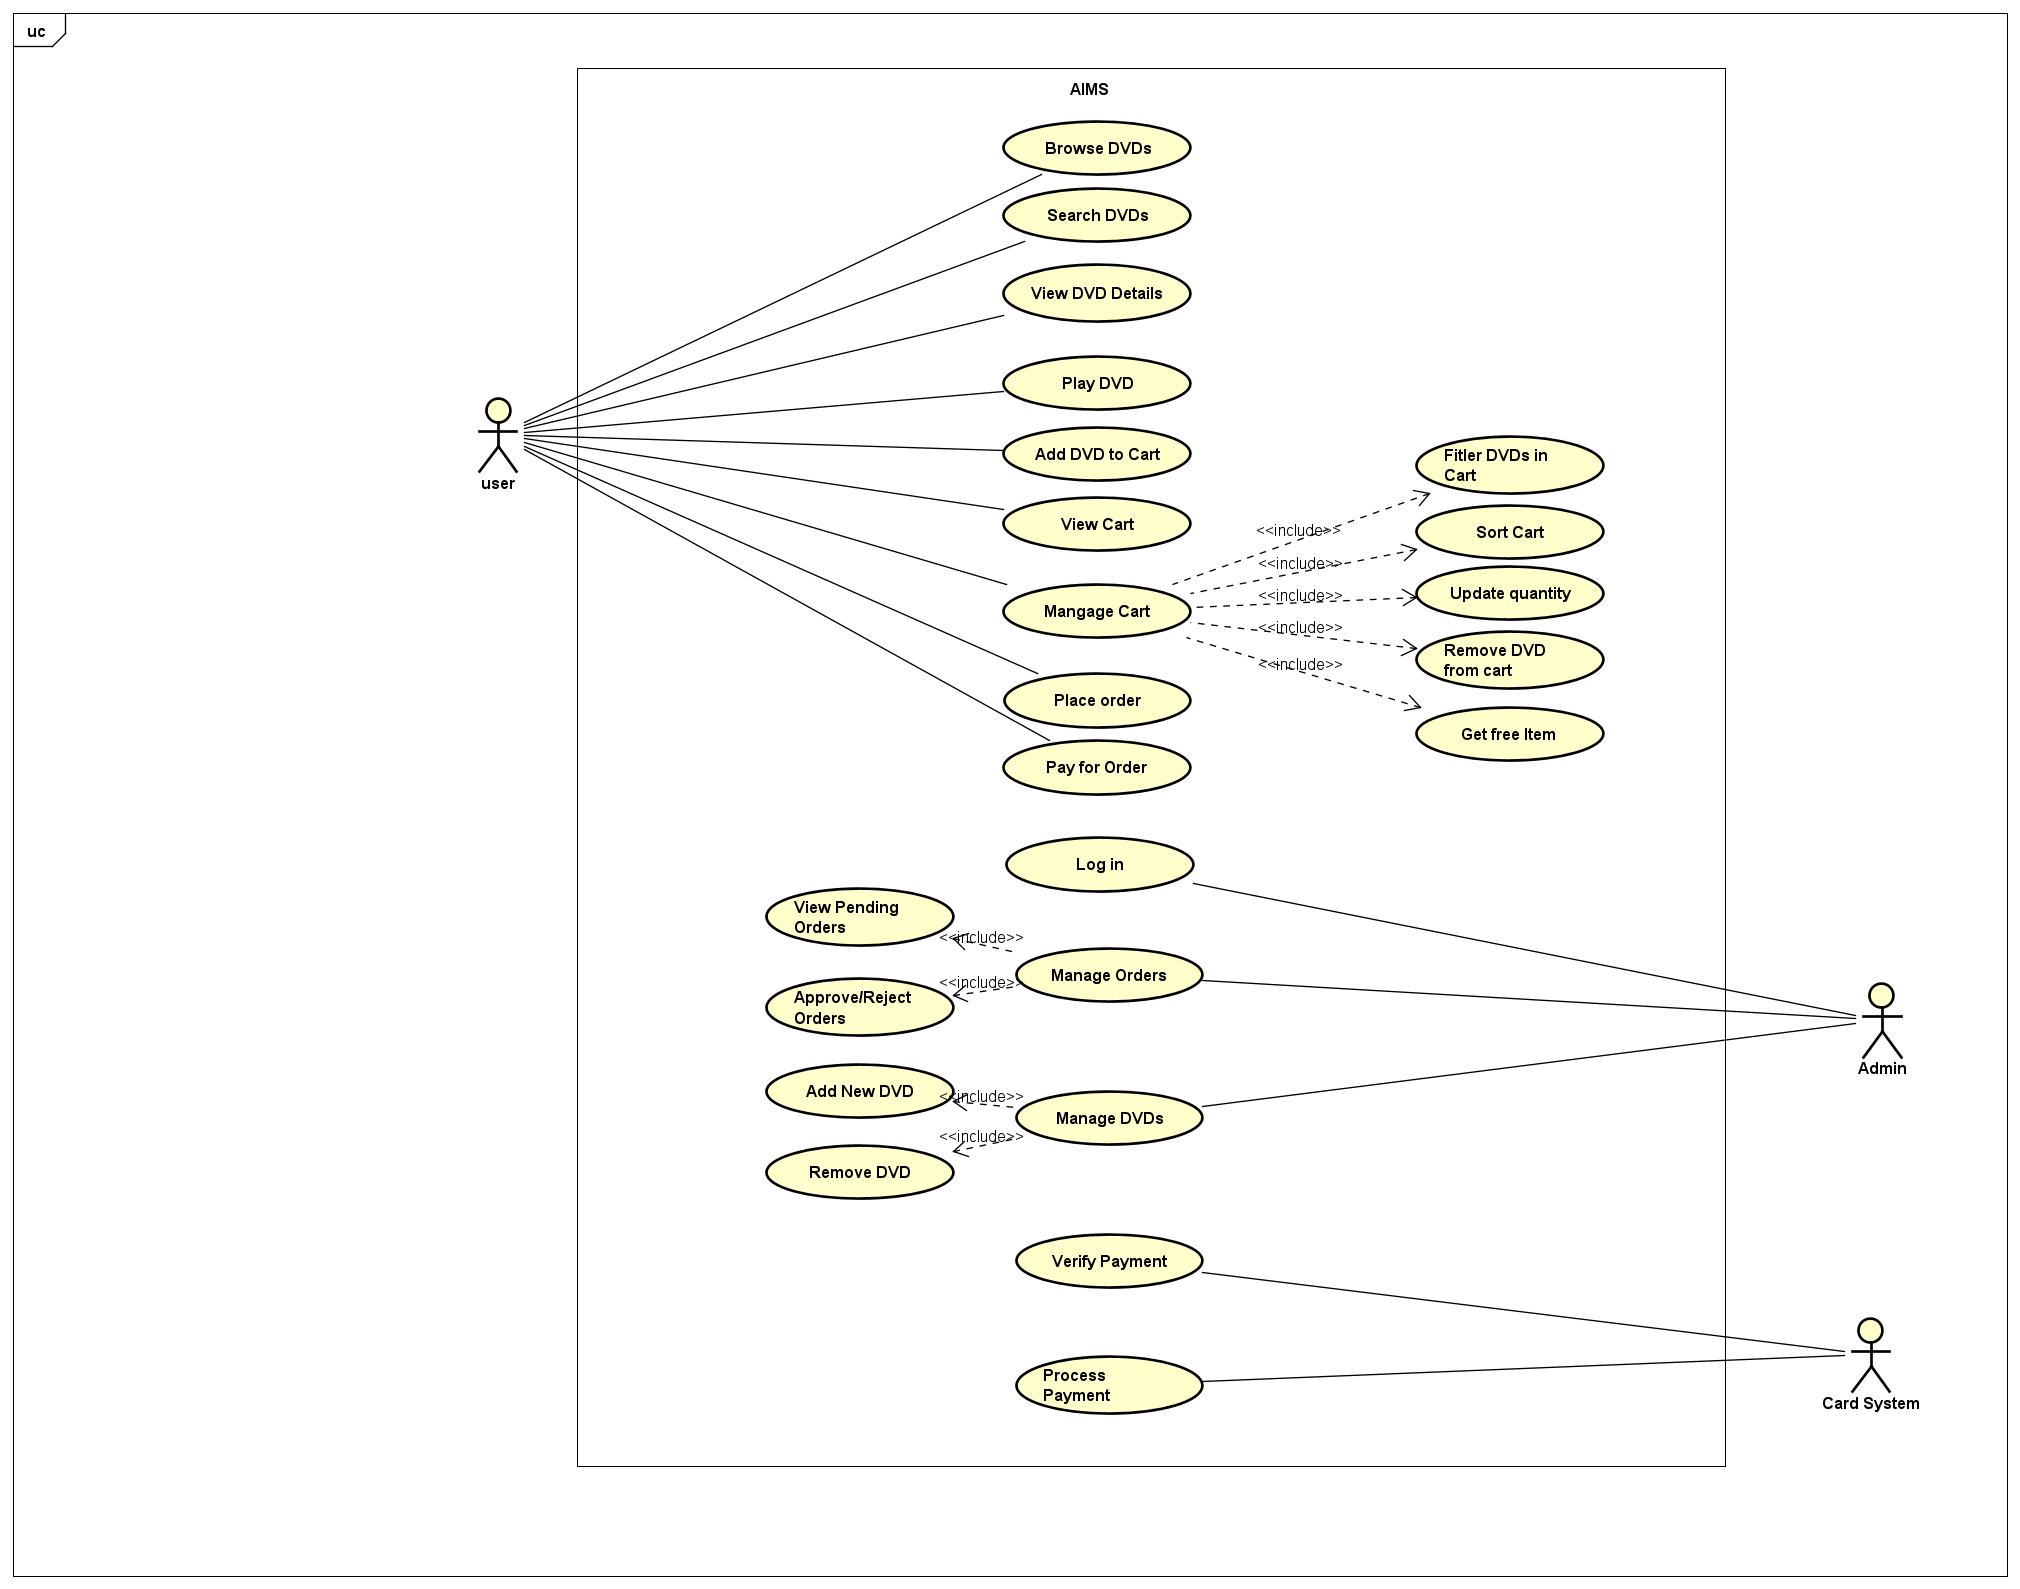 uc
AIMS
Browse DVDs
Search DVDs
View DVD Details
Play DVD
Add DVD to Cart
View Cart
Mangage Cart
Place order
Pay for Order
user
<<include>>
<<include>>
<<include>>
<<include>>
<<include>>
Fitler DVDs in
Cart
Sort Cart
Update quantity
Remove DVD
from cart
Get free Item
Log in
View Pending
Orders
<<include>>
Manage Orders
<<include>>
Approve/Reject
Orders
Add New DVD
<<include>>
Manage DVDs
<<include>>
Remove DVD
Admin
Verify Payment
Process
Payment
Card System